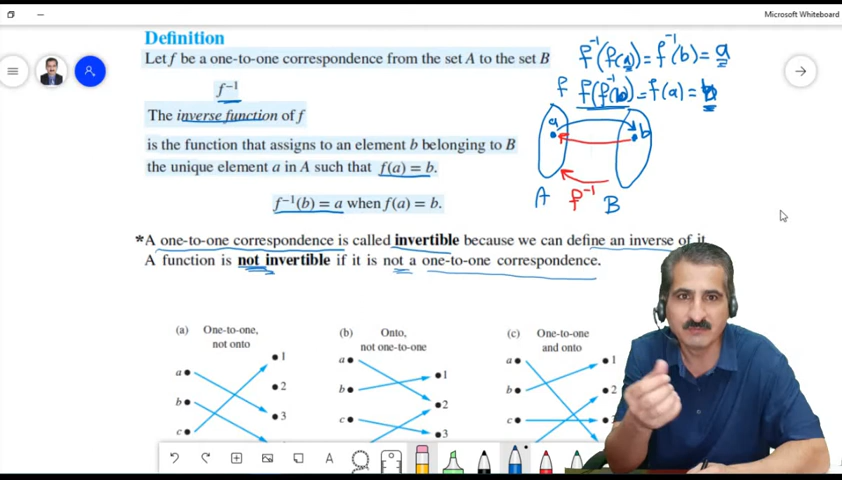 Microsoft Whiteboard
Definition
Let f be a one-to-one correspondence from the set A to the set B
f⁻¹
The inverse function of f
is the function that assigns to an element b belonging to B
the unique element a in A such that f(a) = b.
f⁻¹(b) = a when f(a) = b.
f⁻¹(f(a)) = f⁻¹(b) = a
f f(f⁻¹(b)) = f(a) = b
a b
A f⁻¹ B
*A one-to-one correspondence is called invertible because we can define an inverse of it.
A function is not invertible if it is not a one-to-one correspondence.
(a) One-to-one,
not onto
a
b
c
1
2
3
(b) Onto,
not one-to-one
a
b
c
1
2
3
(c) One-to-one
and onto
a
b
c
1
2
A